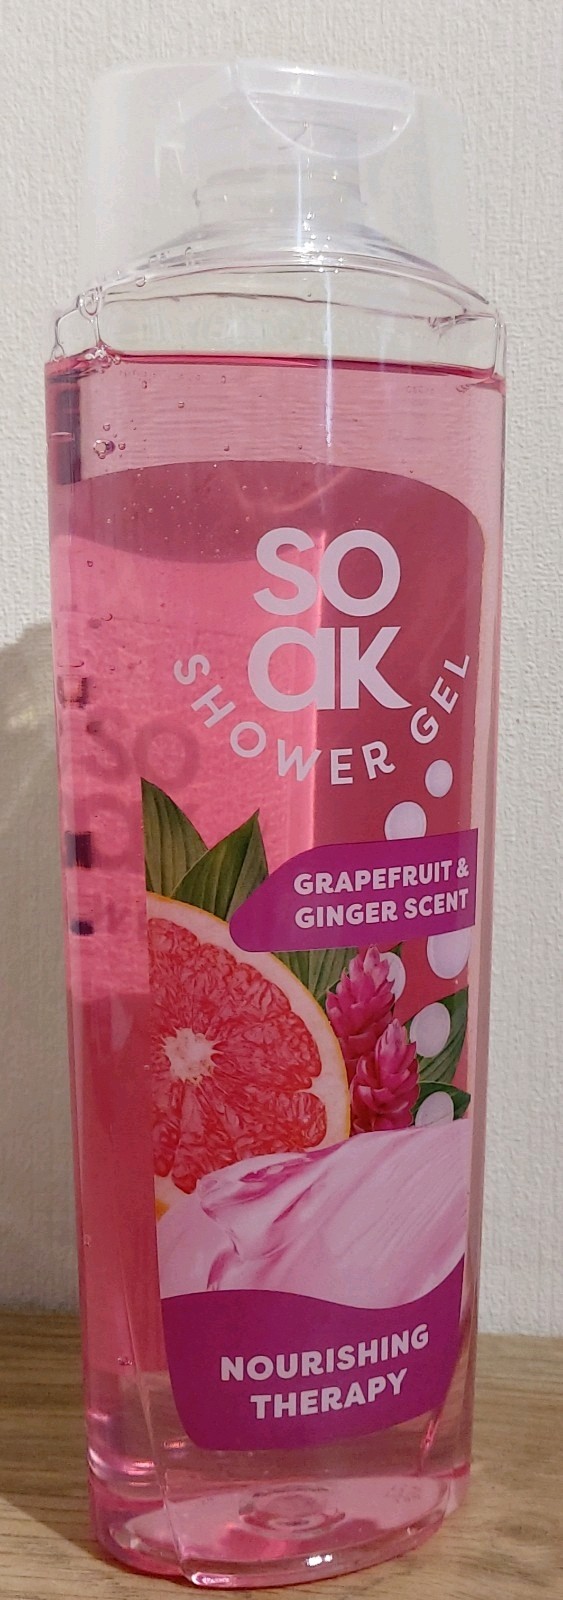 SO
aK
SHOWER GEL
GRAPEFRUIT &
GINGER SCENT
NOURISHING
THERAPY